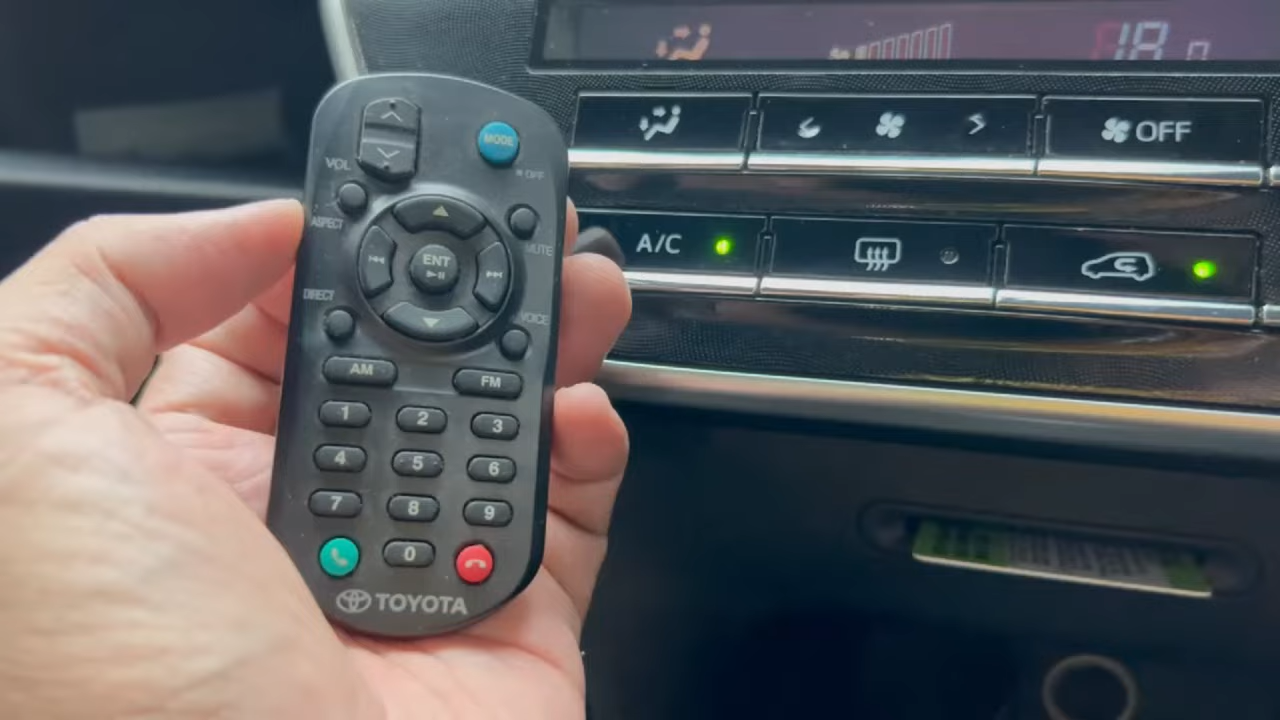 18
OFF
A/C
VOL
MODE
OFF
ASPECT
MUTE
ENT
DIRECT
VOICE
AM
FM
1 2 3
4 5 6
7 8 9
0
TOYOTA